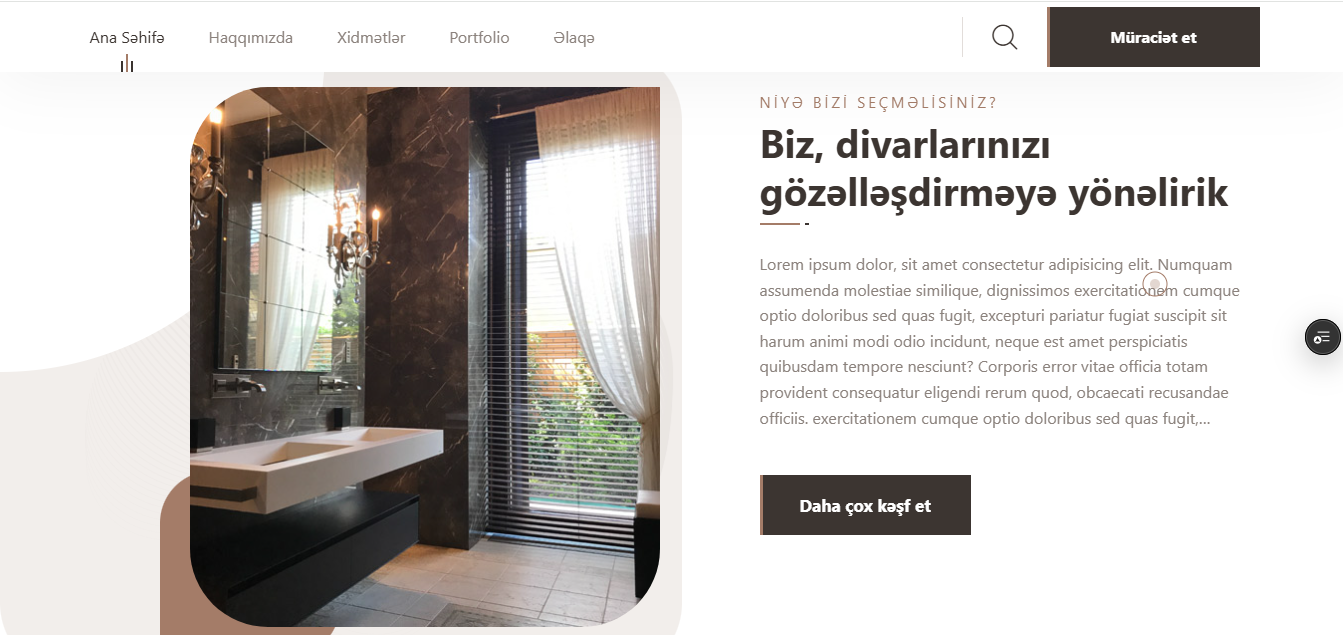 Ana Səhifə
Haqqımızda
Xidmətlər
Portfolio
Əlaqə
Müraciət et
NİYƏ BİZİ SEÇMƏLİSİNİZ?
Biz, divarlarınızı
gözəlləşdirməyə yönəlirik
Lorem ipsum dolor, sit amet consectetur adipisicing elit. Numquam
assumenda molestiae similique, dignissimos exercitationem cumque
optio doloribus sed quas fugit, excepturi pariatur fugiat suscipit sit
harum animi modi odio incidunt, neque est amet perspiciatis
quibusdam tempore nesciunt? Corporis error vitae officia totam
provident consequatur eligendi rerum quod, obcaecati recusandae
officiis. exercitationem cumque optio doloribus sed quas fugit,...
Daha çox kəşf et